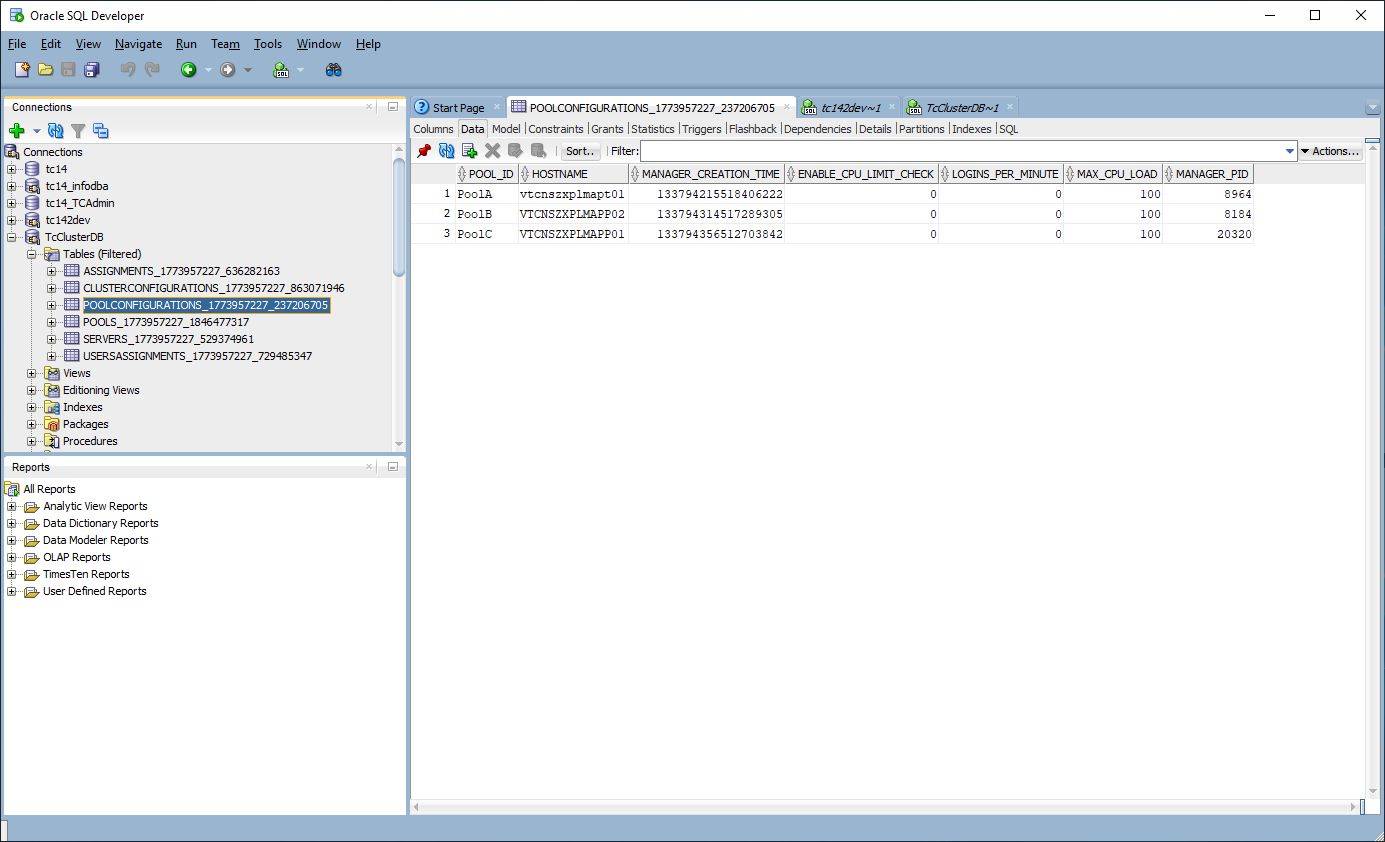 Oracle SQL Developer
File Edit View Navigate Run Team Tools Window Help
Connections
Connections
tc14
tc14_infodba
tc14_TCAdmin
tc142dev
TcClusterDB
Tables (Filtered)
ASSIGNMENTS_1773957227_636282163
CLUSTERCONFIGURATIONS_1773957227_863071946
POOLCONFIGURATIONS_1773957227_237206705
POOLS_1773957227_1846477317
SERVERS_1773957227_529374961
USERSASSIGNMENTS_1773957227_729485347
Views
Editioning Views
Indexes
Packages
Procedures
Reports
All Reports
Analytic View Reports
Data Dictionary Reports
Data Modeler Reports
OLAP Reports
TimesTen Reports
User Defined Reports
Start Page POOLCONFIGURATIONS_1773957227_237206705 tc142dev~1 TcClusterDB~1
Columns Data Model Constraints Grants Statistics Triggers Flashback Dependencies Details Partitions Indexes SQL
Sort.. Filter: Actions...
POOL_ID HOSTNAME MANAGER_CREATION_TIME ENABLE_CPU_LIMIT_CHECK LOGINS_PER_MINUTE MAX_CPU_LOAD MANAGER_PID
1 PoolA vtcnszxplmapt01 133794215518406222 0 0 100 8964
2 PoolB VTCNSZXPLMAPP02 133794314517289305 0 0 100 8184
3 PoolC VTCNSZXPLMAPP01 133794356512703842 0 0 100 20320